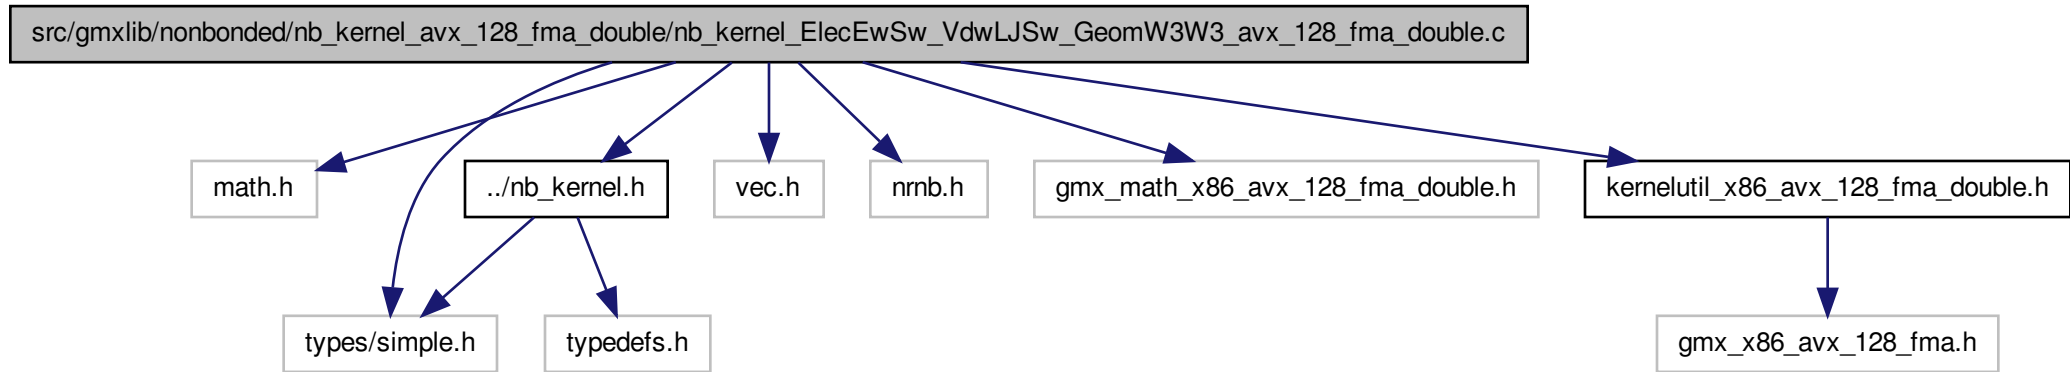 src/gmxlib/nonbonded/nb_kernel_avx_128_fma_double/nb_kernel_ElecEwSw_VdwLJSw_GeomW3W3_avx_128_fma_double.c
math.h
../nb_kernel.h
vec.h
nrnb.h
gmx_math_x86_avx_128_fma_double.h
kernelutil_x86_avx_128_fma_double.h
types/simple.h
typedefs.h
gmx_x86_avx_128_fma.h